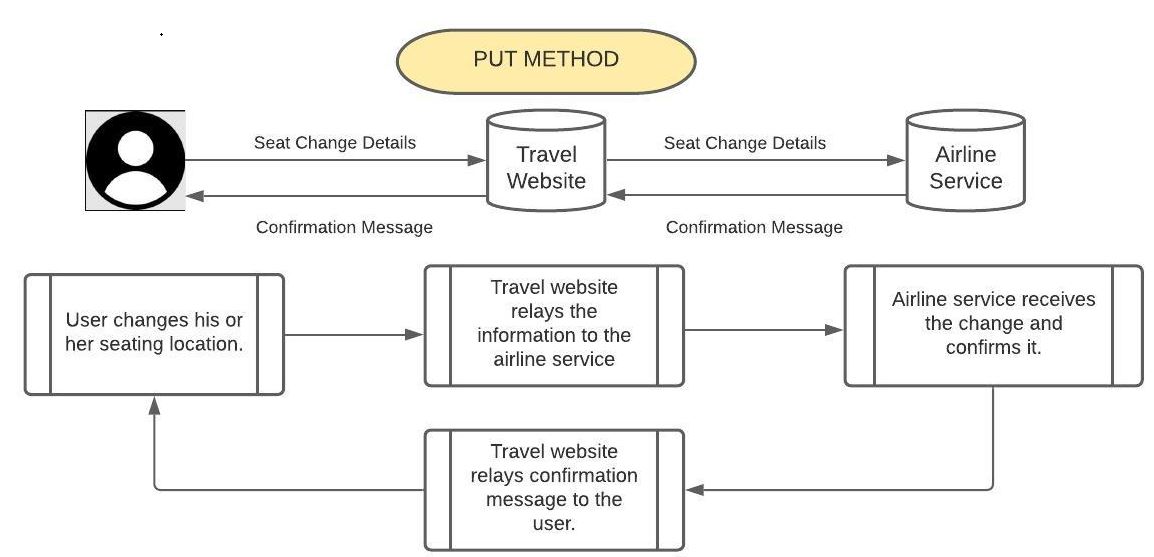 PUT METHOD
Seat Change Details
Travel
Website
Seat Change Details
Airline
Service
Confirmation Message
Confirmation Message
User changes his or
her seating location.
Travel website
relays the
information to the
airline service
Airline service receives
the change and
confirms it.
Travel website
relays confirmation
message to the
user.